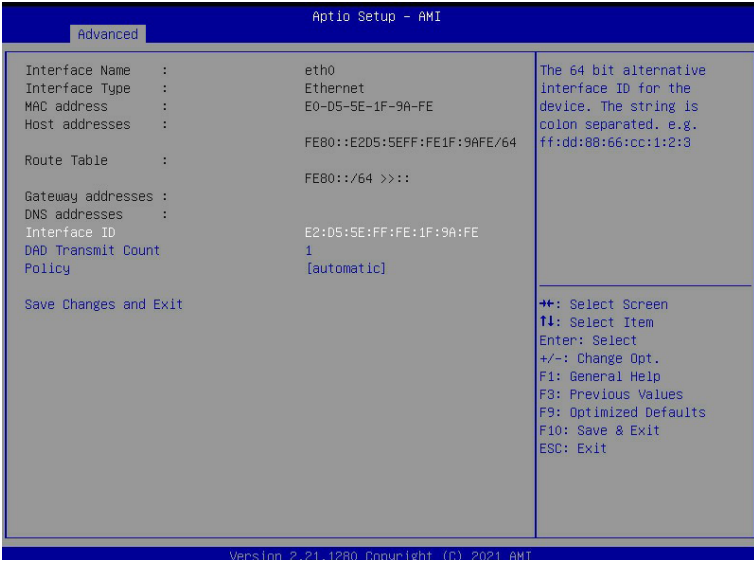 Aptio Setup – AMI
Advanced
Interface Name : eth0
Interface Type : Ethernet
MAC address : E0-D5-5E-1F-9A-FE
Host addresses :
FE80::E2D5:5EFF:FE1F:9AFE/64
Route Table :
FE80::/64 >>::
Gateway addresses :
DNS addresses :
Interface ID E2:D5:5E:FF:FE:1F:9A:FE
DAD Transmit Count 1
Policy [automatic]
Save Changes and Exit
The 64 bit alternative
interface ID for the
device. The string is
colon separated. e.g.
ff:dd:88:66:cc:1:2:3
→←: Select Screen
↑↓: Select Item
Enter: Select
+/-: Change Opt.
F1: General Help
F3: Previous Values
F9: Optimized Defaults
F10: Save & Exit
ESC: Exit
Version 2.21.1280 Copyright (C) 2021 AMI